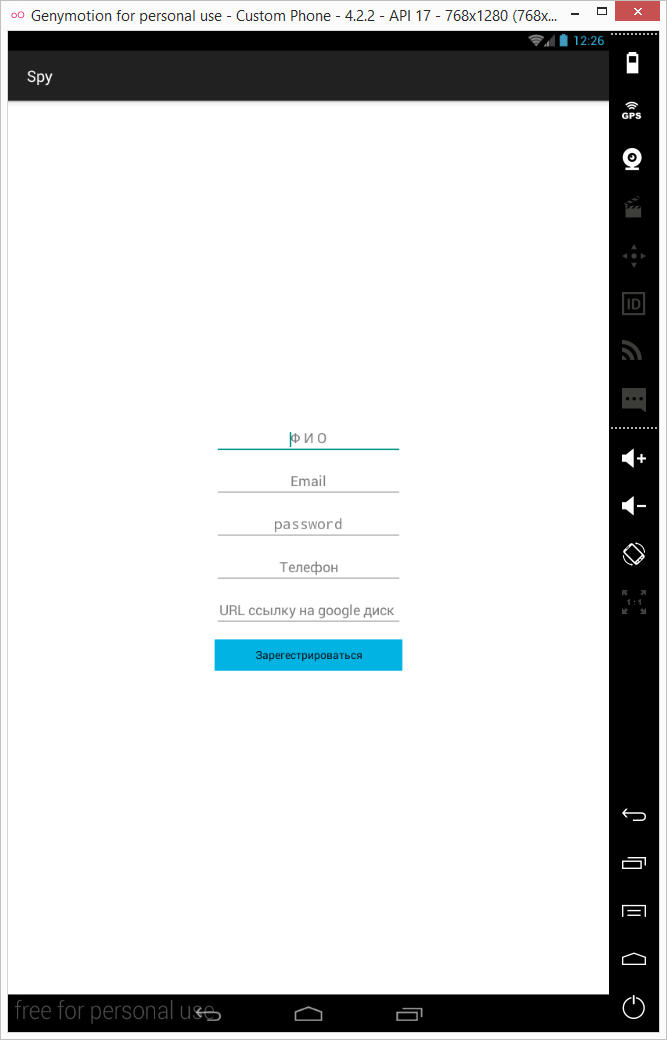 Genymotion for personal use - Custom Phone - 4.2.2 - API 17 - 768x1280 (768x...
12:26
Spy
GPS
ID
Ф И О
Email
password
Телефон
1:1
URL ссылку на google диск
Зарегестрироваться
free for personal use